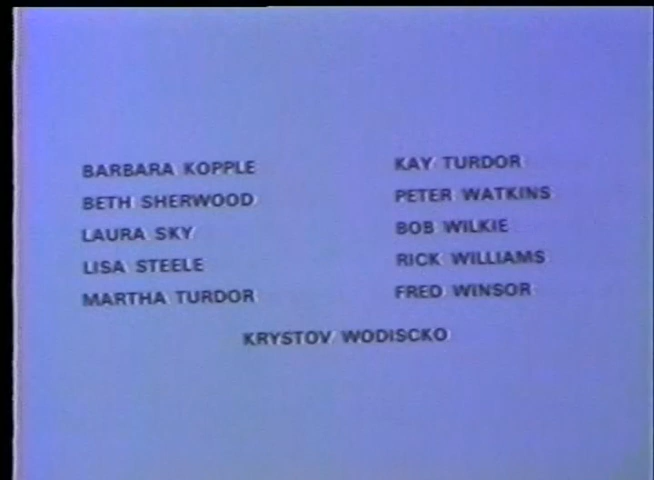 BARBARA KOPPLE
BETH SHERWOOD
LAURA SKY
LISA STEELE
MARTHA TURDOR
KAY TURDOR
PETER WATKINS
BOB WILKIE
RICK WILLIAMS
FRED WINSOR
KRYSTOV WODISCKO